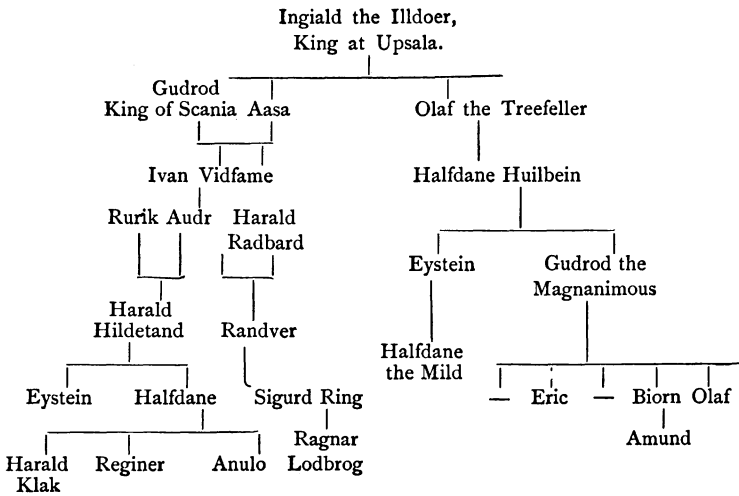 Ingiald the Illdoer,
King at Upsala.
Gudrod
King of Scania Aasa
Olaf the Treefeller
Ivan Vidfame
Halfdane Huilbein
Rurik Audr Harald
Radbard
Eystein
Gudrod the
Magnanimous
Harald
Hildetand
Randver
Halfdane
the Mild
Eystein Halfdane Sigurd Ring
— Eric — Biorn Olaf
Harald
Klak
Reginer
Anulo
Ragnar
Lodbrog
Amund